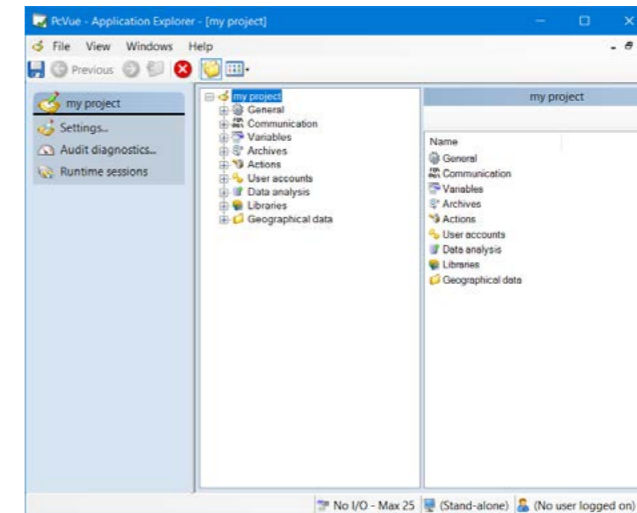 PcVue - Application Explorer - [my project]
File View Windows Help
Previous
my project
Settings...
Audit diagnostics...
Runtime sessions
my project
General
Communication
Variables
Archives
Actions
User accounts
Data analysis
Libraries
Geographical data
my project
Name
General
Communication
Variables
Archives
Actions
User accounts
Data analysis
Libraries
Geographical data
No I/O - Max 25 (Stand-alone) (No user logged on)